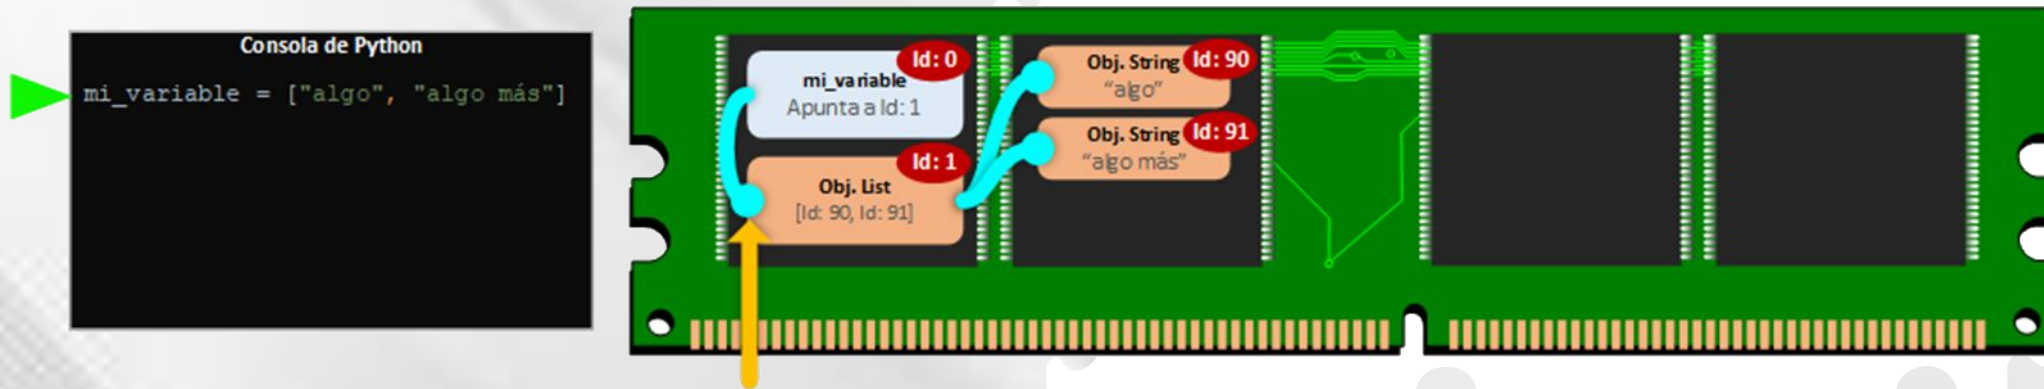 Consola de Python
mi_variable = ["algo", "algo más"]
Id: 0
mi_variable
Apunta a Id: 1
Id: 1
Obj. List
[Id: 90, Id: 91]
Id: 90
Obj. String
“algo”
Id: 91
Obj. String
“algo más”